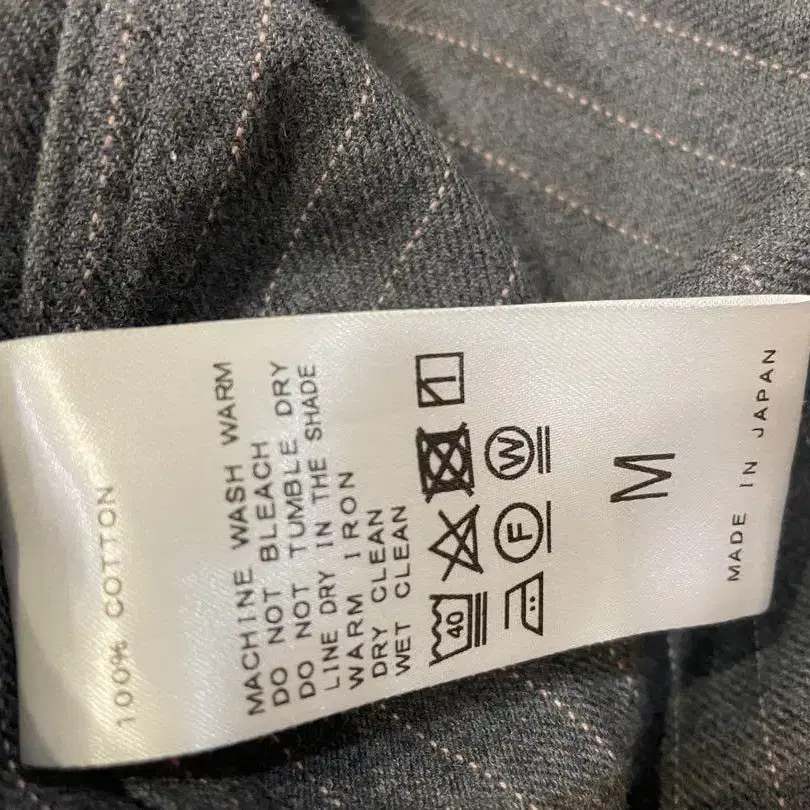 100% COTTON
MACHINE WASH WARM
DO NOT BLEACH
DO NOT TUMBLE DRY
LINE DRY IN THE SHADE
WARM IRON
DRY CLEAN
WET CLEAN
40
F W
M
MADE IN JAPAN